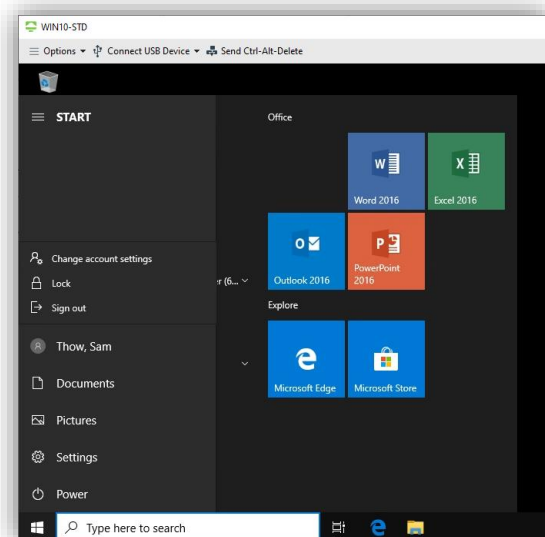 WIN10-STD
Options Connect USB Device Send Ctrl-Alt-Delete
START
Office
W
X
Word 2016
Excel 2016
Change account settings
Lock
Sign out
er (6...
O
P
Outlook 2016
PowerPoint
2016
Explore
Thow, Sam
Documents
Pictures
Settings
Power
Microsoft Edge
Microsoft Store
Type here to search